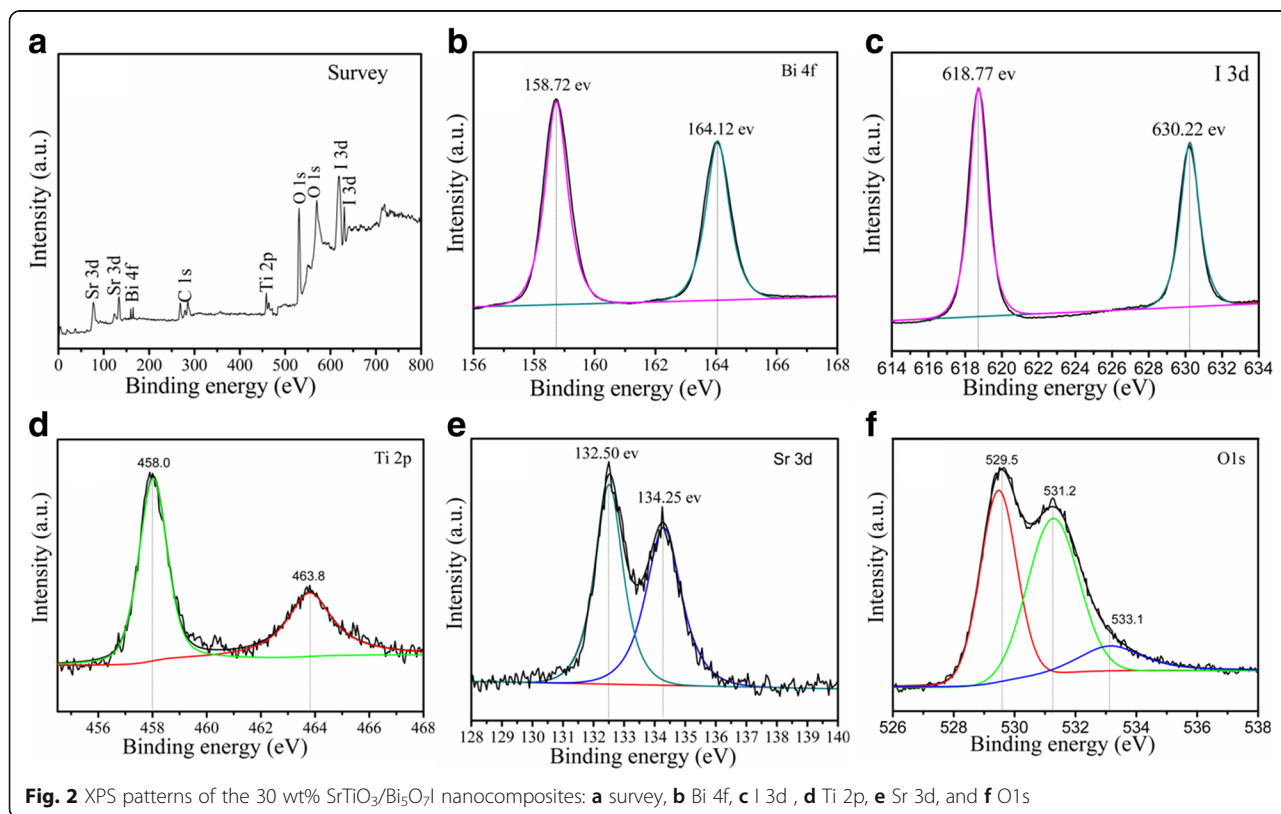 a
Survey
Sr 3d
Sr 3d
Bi 4f
C 1s
Ti 2p
O 1s
O 1s
I 3d
I 3d
Intensity (a.u.)
0 100 200 300 400 500 600 700 800
Binding energy (eV)
b
Bi 4f
158.72 ev
164.12 ev
Intensity (a.u.)
156 158 160 162 164 166 168
Binding energy (eV)
c
I 3d
618.77 ev
630.22 ev
Intensity (a.u.)
614 616 618 620 622 624 626 628 630 632 634
Binding energy (eV)
d
Ti 2p
458.0
463.8
Intensity (a.u.)
456 458 460 462 464 466 468
Binding energy (eV)
e
Sr 3d
132.50 ev
134.25 ev
Intensity (a.u.)
128 129 130 131 132 133 134 135 136 137 138 139 140
Binding energy (eV)
f
O1s
529.5
531.2
533.1
Intensity (a.u.)
526 528 530 532 534 536 538
Binding energy (eV)
Fig. 2 XPS patterns of the 30 wt% SrTiO₃/Bi₅O₇I nanocomposites: a survey, b Bi 4f, c I 3d , d Ti 2p, e Sr 3d, and f O1s